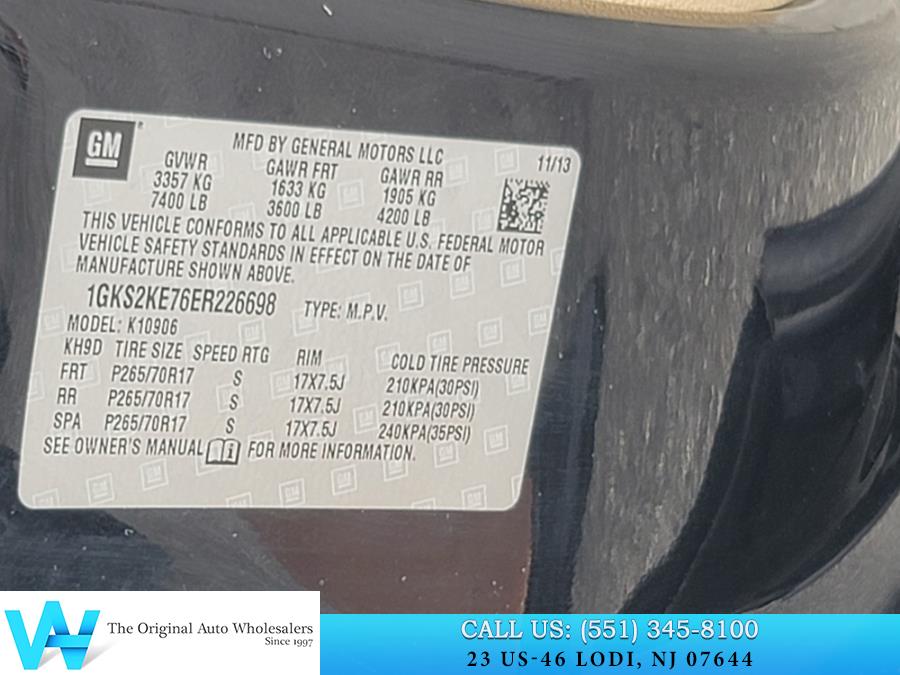 GM
MFD BY GENERAL MOTORS LLC
11/13
GVWR GAWR FRT GAWR RR
3357 KG 1633 KG 1905 KG
7400 LB 3600 LB 4200 LB
THIS VEHICLE CONFORMS TO ALL APPLICABLE U.S. FEDERAL MOTOR
VEHICLE SAFETY STANDARDS IN EFFECT ON THE DATE OF
MANUFACTURE SHOWN ABOVE.
1GKS2KE76ER226698 TYPE: M.P.V.
MODEL: K10906
KH9D TIRE SIZE SPEED RTG RIM COLD TIRE PRESSURE
FRT P265/70R17 S 17X7.5J 210KPA(30PSI)
RR P265/70R17 S 17X7.5J 210KPA(30PSI)
SPA P265/70R17 S 17X7.5J 240KPA(35PSI)
SEE OWNER'S MANUAL FOR MORE INFORMATION.
The Original Auto Wholesalers
Since 1997
CALL US: (551) 345-8100
23 US-46 LODI, NJ 07644